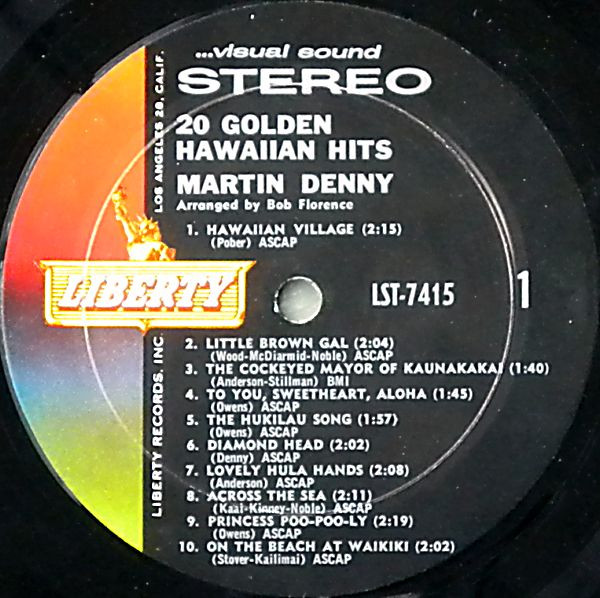 ...visual sound
STEREO
20 GOLDEN
HAWAIIAN HITS
MARTIN DENNY
Arranged by Bob Florence
1. HAWAIIAN VILLAGE (2:15)
(Pober) ASCAP
LIBERTY
LST-7415
1
2. LITTLE BROWN GAL (2:04)
(Wood-McDiarmid-Noble) ASCAP
3. THE COCKEYED MAYOR OF KAUNAKAKAI (1:40)
(Anderson-Stillman) BMI
4. TO YOU, SWEETHEART, ALOHA (1:45)
(Owens) ASCAP
5. THE HUKILAU SONG (1:57)
(Owens) ASCAP
6. DIAMOND HEAD (2:02)
(Denny) ASCAP
7. LOVELY HULA HANDS (2:08)
(Anderson) ASCAP
8. ACROSS THE SEA (2:11)
(Kaai-Kinney-Noble) ASCAP
9. PRINCESS POO-POO-LY (2:19)
(Owens) ASCAP
10. ON THE BEACH AT WAIKIKI (2:02)
(Stover-Kailimai) ASCAP
LIBERTY RECORDS, INC. LOS ANGELES 28, CALIF.